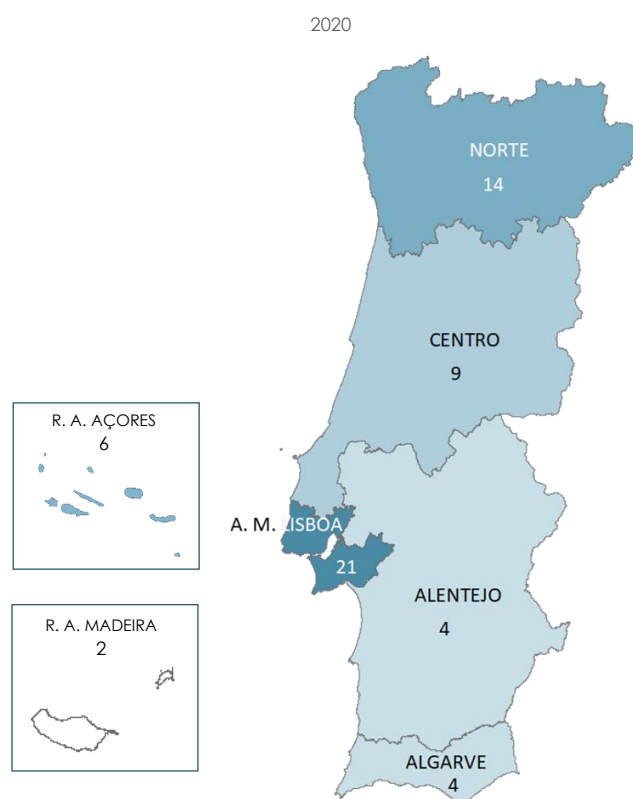 2020
NORTE
14
CENTRO
9
R. A. AÇORES
6
A. M. LISBOA
21
ALENTEJO
4
R. A. MADEIRA
2
ALGARVE
4